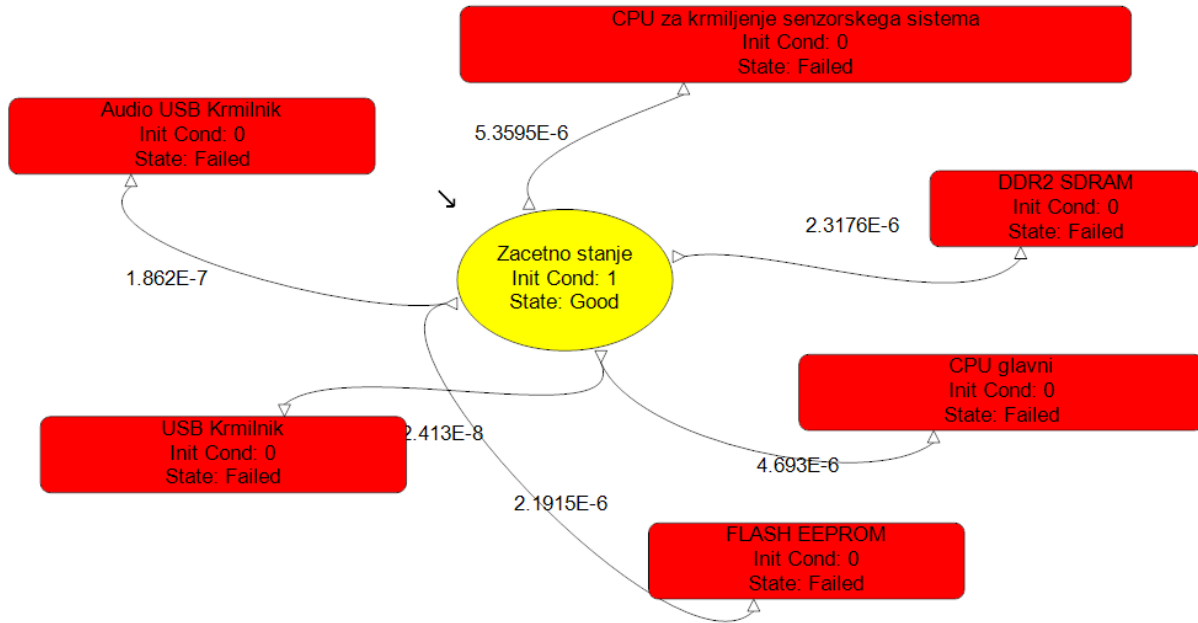 CPU za krmiljenje senzorskega sistema
Init Cond: 0
State: Failed
Audio USB Krmilnik
Init Cond: 0
State: Failed
5.3595E-6
DDR2 SDRAM
Init Cond: 0
State: Failed
2.3176E-6
Zacetno stanje
Init Cond: 1
State: Good
1.862E-7
CPU glavni
Init Cond: 0
State: Failed
USB Krmilnik
Init Cond: 0
State: Failed
2.413E-8
4.693E-6
2.1915E-6
FLASH EEPROM
Init Cond: 0
State: Failed